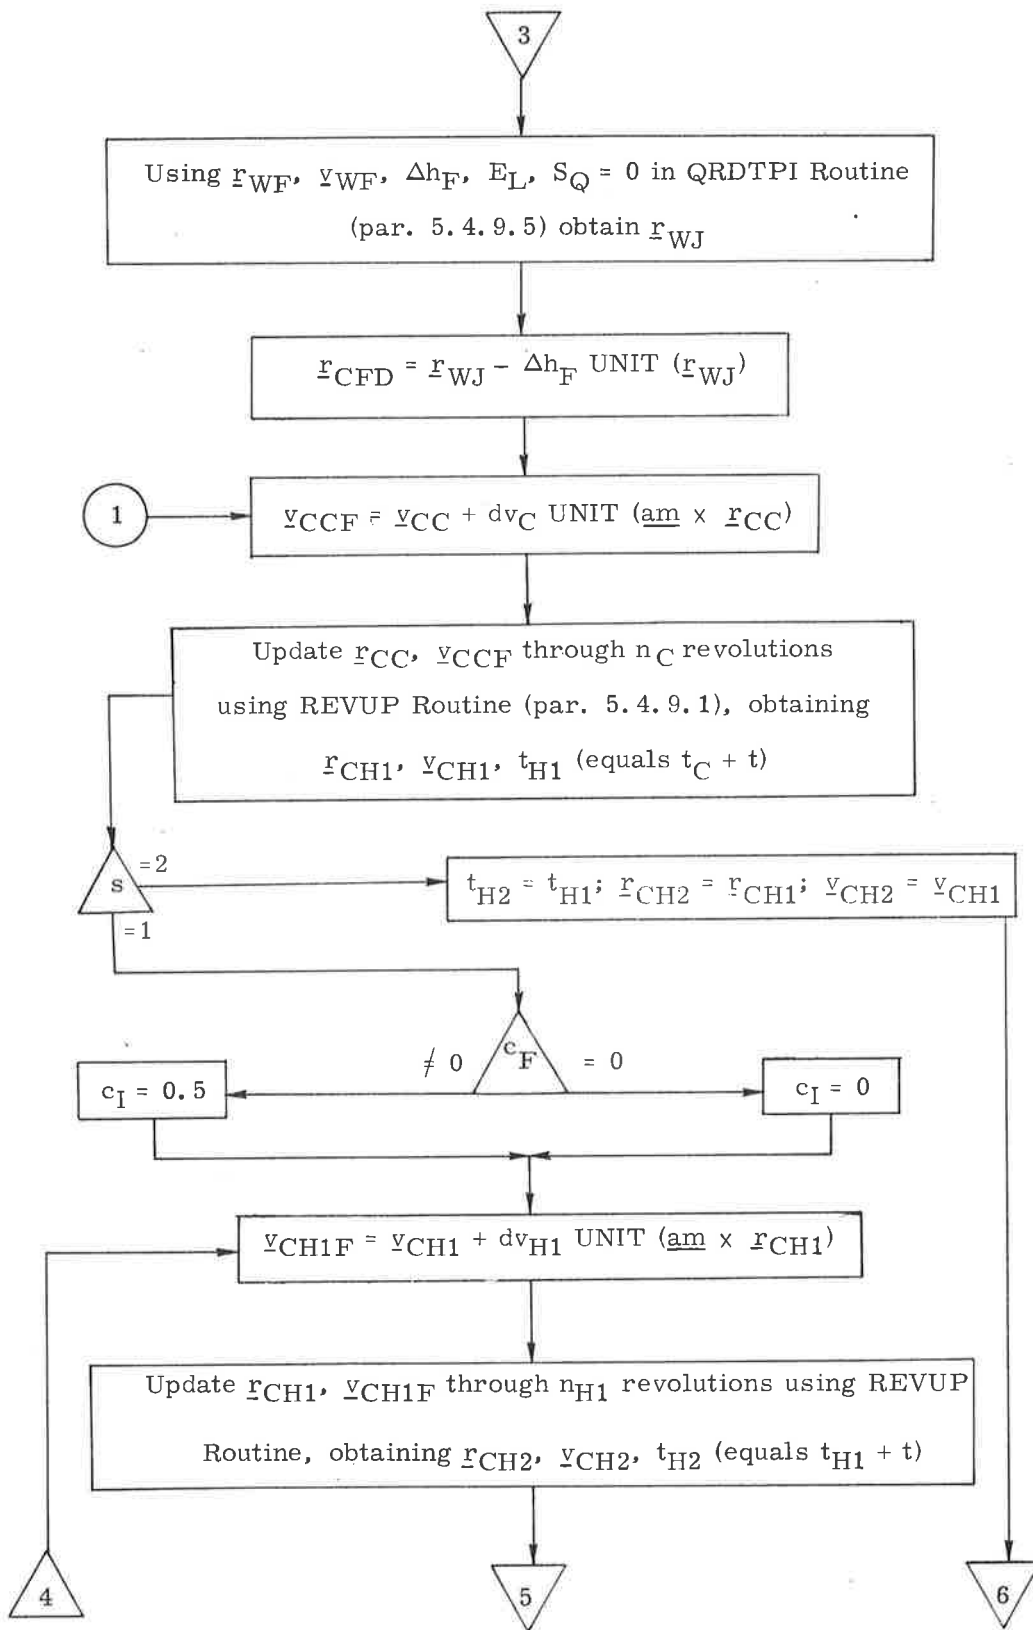 3
Using r_WF, v_WF, Δh_F, E_L, S_Q = 0 in QRDTPI Routine
(par. 5.4.9.5) obtain r_WJ
r_CFD = r_WJ - Δh_F UNIT (r_WJ)
1
v_CCF = v_CC + dv_C UNIT (am x r_CC)
Update r_CC, v_CCF through n_C revolutions
using REVUP Routine (par. 5.4.9.1), obtaining
r_CH1, v_CH1, t_H1 (equals t_C + t)
s
=2
=1
t_H2 = t_H1; r_CH2 = r_CH1; v_CH2 = v_CH1
≠ 0
c_F
= 0
c_I = 0.5
c_I = 0
v_CH1F = v_CH1 + dv_H1 UNIT (am x r_CH1)
Update r_CH1, v_CH1F through n_H1 revolutions using REVUP
Routine, obtaining r_CH2, v_CH2, t_H2 (equals t_H1 + t)
4
5
6